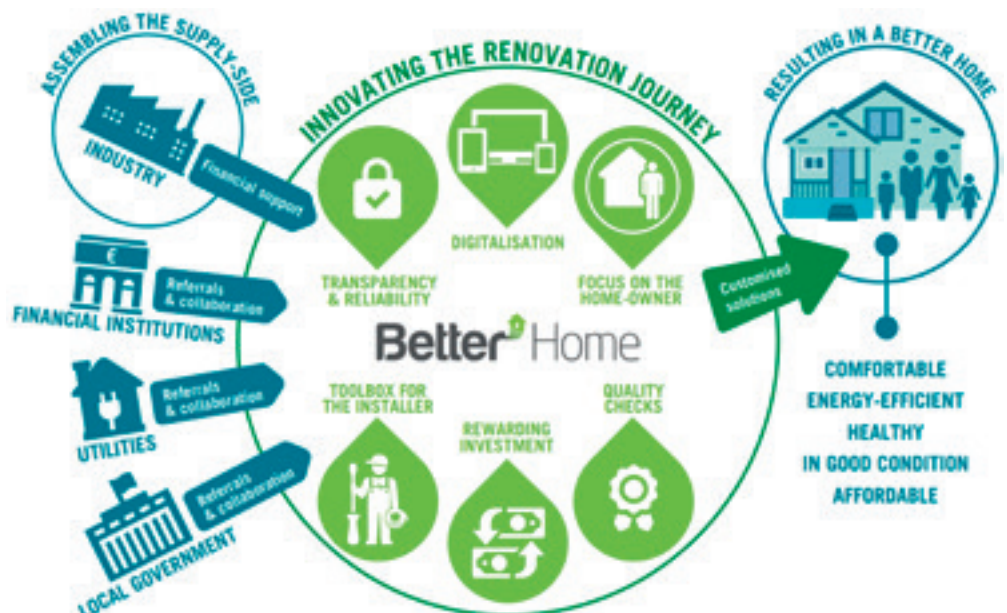 ASSEMBLING THE SUPPLY-SIDE
INDUSTRY
Financial support
€
FINANCIAL INSTITUTIONS
Referrals
& collaboration
UTILITIES
Referrals
& collaboration
LOCAL GOVERNMENT
Referrals
& collaboration
INNOVATING THE RENOVATION JOURNEY
TRANSPARENCY
& RELIABILITY
DIGITALISATION
FOCUS ON THE
HOME-OWNER
Better Home
TOOLBOX FOR
THE INSTALLER
REWARDING
INVESTMENT
QUALITY
CHECKS
Customised
solutions
RESULTING IN A BETTER HOME
COMFORTABLE
ENERGY-EFFICIENT
HEALTHY
IN GOOD CONDITION
AFFORDABLE